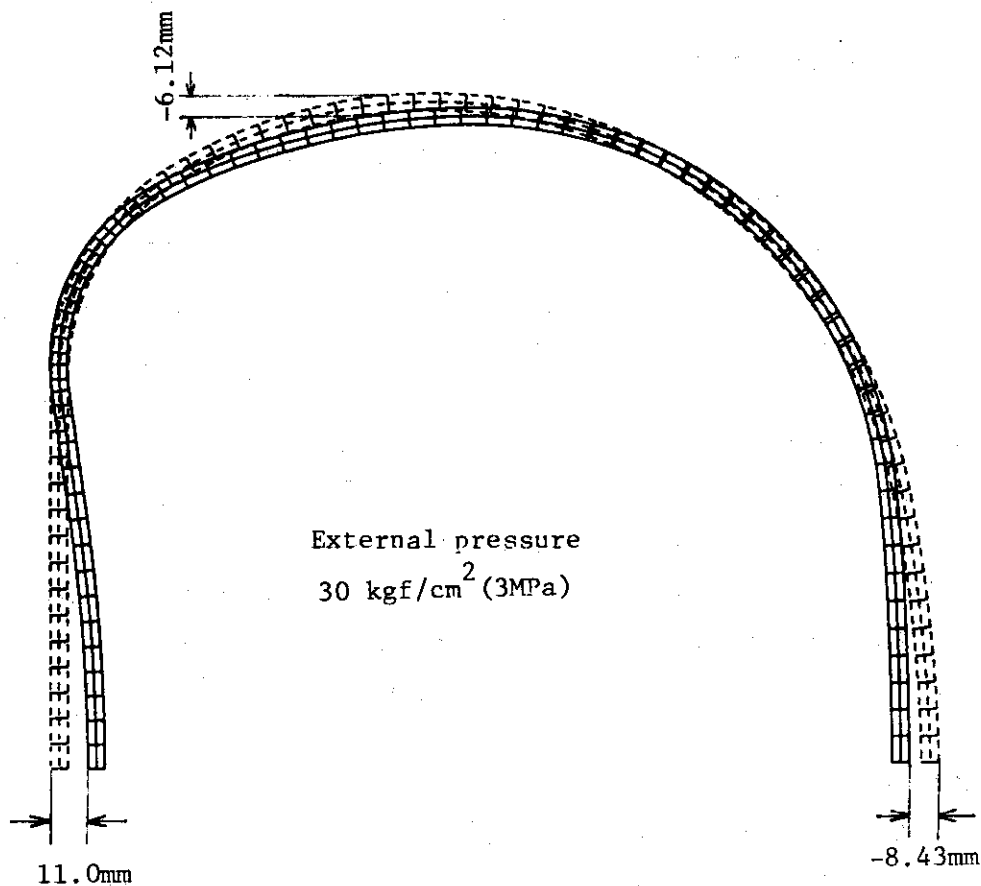 -6.12mm
External pressure
30 kgf/cm² (3MPa)
11.0mm
-8.43mm